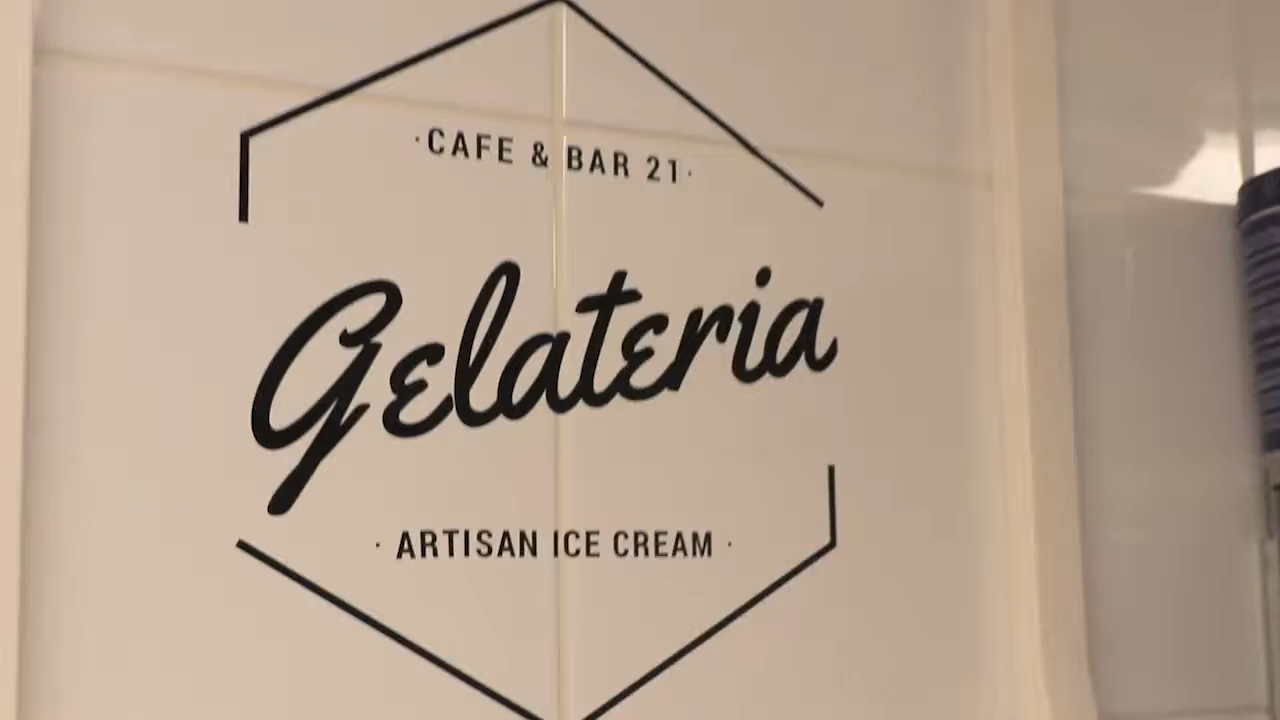 ·CAFE & BAR 21·
Gelateria
· ARTISAN ICE CREAM ·